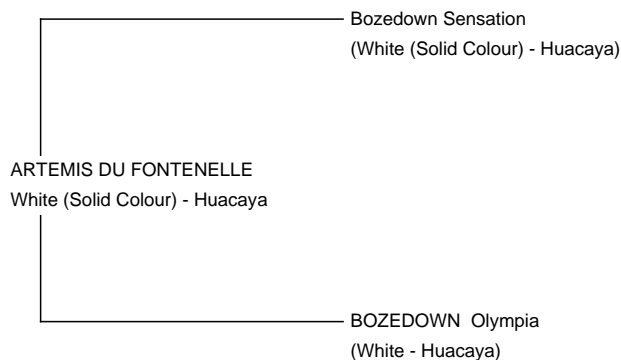 Bozedown Sensation
(White (Solid Colour) - Huacaya)
ARTEMIS DU FONTENELLE
White (Solid Colour) - Huacaya
BOZEDOWN  Olympia
(White - Huacaya)